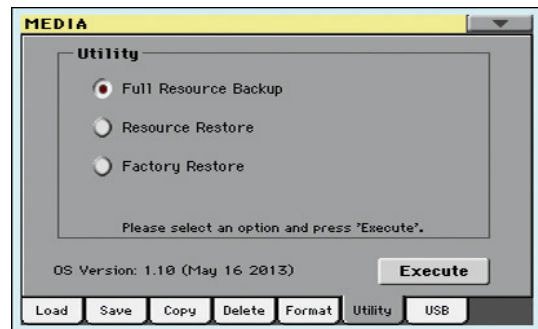 MEDIA
Utility
Full Resource Backup
Resource Restore
Factory Restore
Please select an option and press 'Execute'.
OS Version: 1.10 (May 16 2013)
Execute
Load Save Copy Delete Format Utility USB